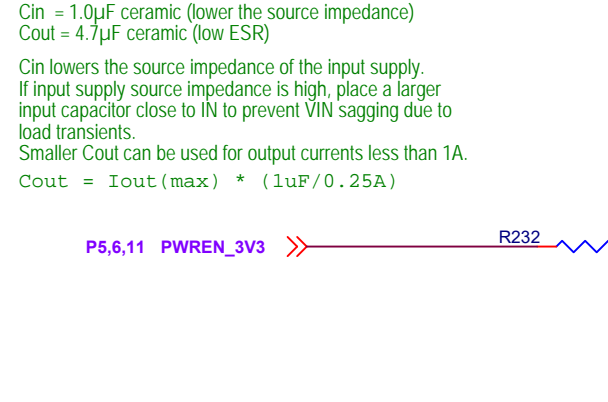 Cin = 1.0µF ceramic (lower the source impedance)
Cout = 4.7µF ceramic (low ESR)
Cin lowers the source impedance of the input supply.
If input supply source impedance is high, place a larger
input capacitor close to IN to prevent VIN sagging due to
load transients.
Smaller Cout can be used for output currents less than 1A.
Cout = Iout(max) * (1uF/0.25A)
P5,6,11 PWREN_3V3
R232